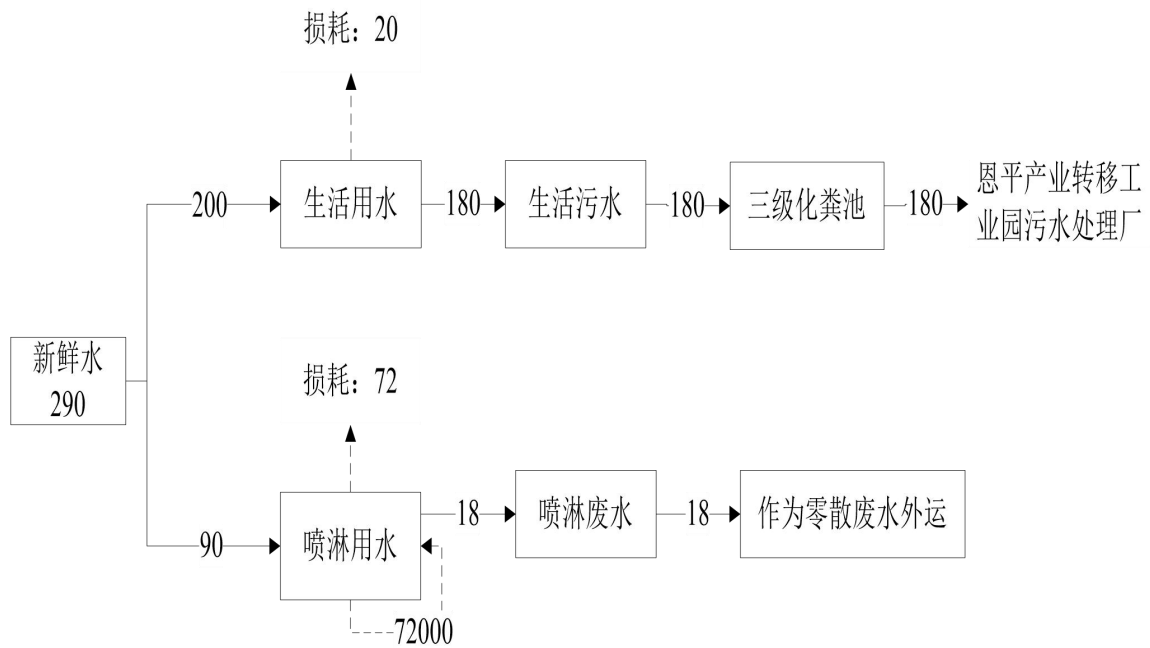 损耗：20
200
生活用水
180
生活污水
180
三级化粪池
180
恩平产业转移工
业园污水处理厂
新鲜水
290
损耗：72
90
喷淋用水
18
喷淋废水
18
作为零散废水外运
72000